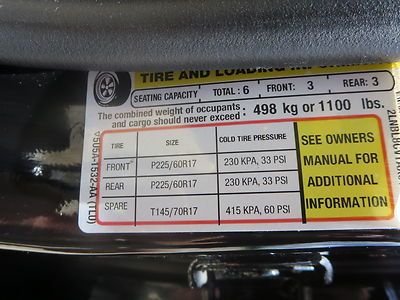 TIRE AND LOADING INFORMATION
SEATING CAPACITY TOTAL : 6 FRONT: 3 REAR: 3
The combined weight of occupants and cargo should never exceed : 498 kg or 1100 lbs.
TIRE SIZE COLD TIRE PRESSURE
FRONT P225/60R17 230 KPA, 33 PSI
REAR P225/60R17 230 KPA, 33 PSI
SPARE T145/70R17 415 KPA, 60 PSI
SEE OWNERS
MANUAL FOR
ADDITIONAL
INFORMATION